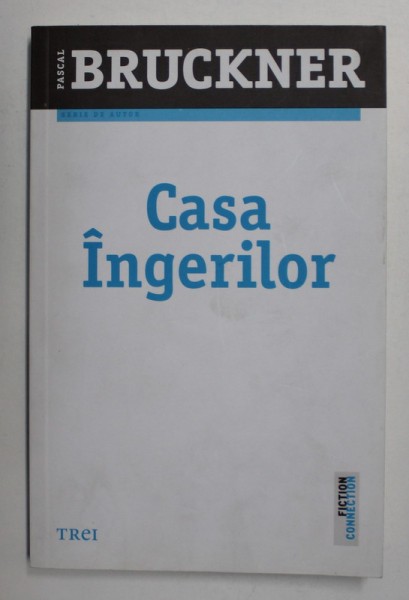 PASCAL
BRUCKNER
SERIE DE AUTOR
Casa
Îngerilor
FICTION
CONNECTION
TREI